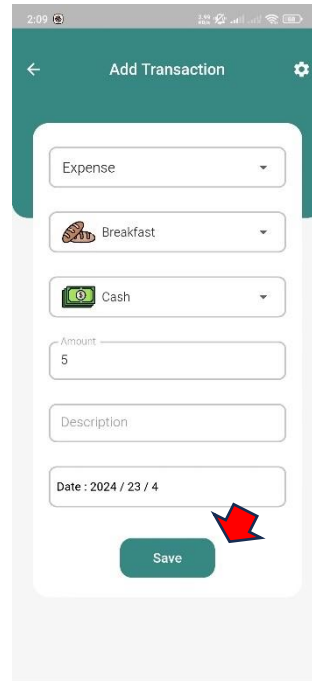 2:09
Add Transaction
Expense
Breakfast
Cash
Amount
5
Description
Date : 2024 / 23 / 4
Save